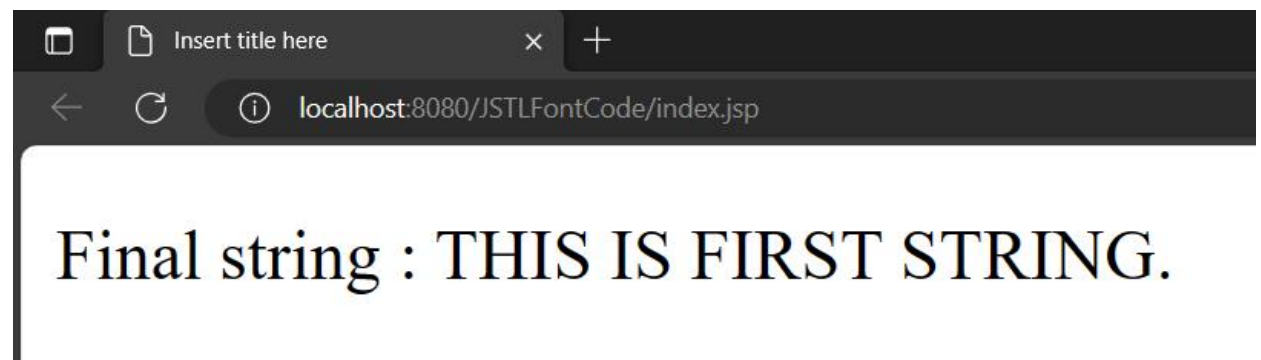 Insert title here
localhost:8080/JSTLFontCode/index.jsp
Final string : THIS IS FIRST STRING.